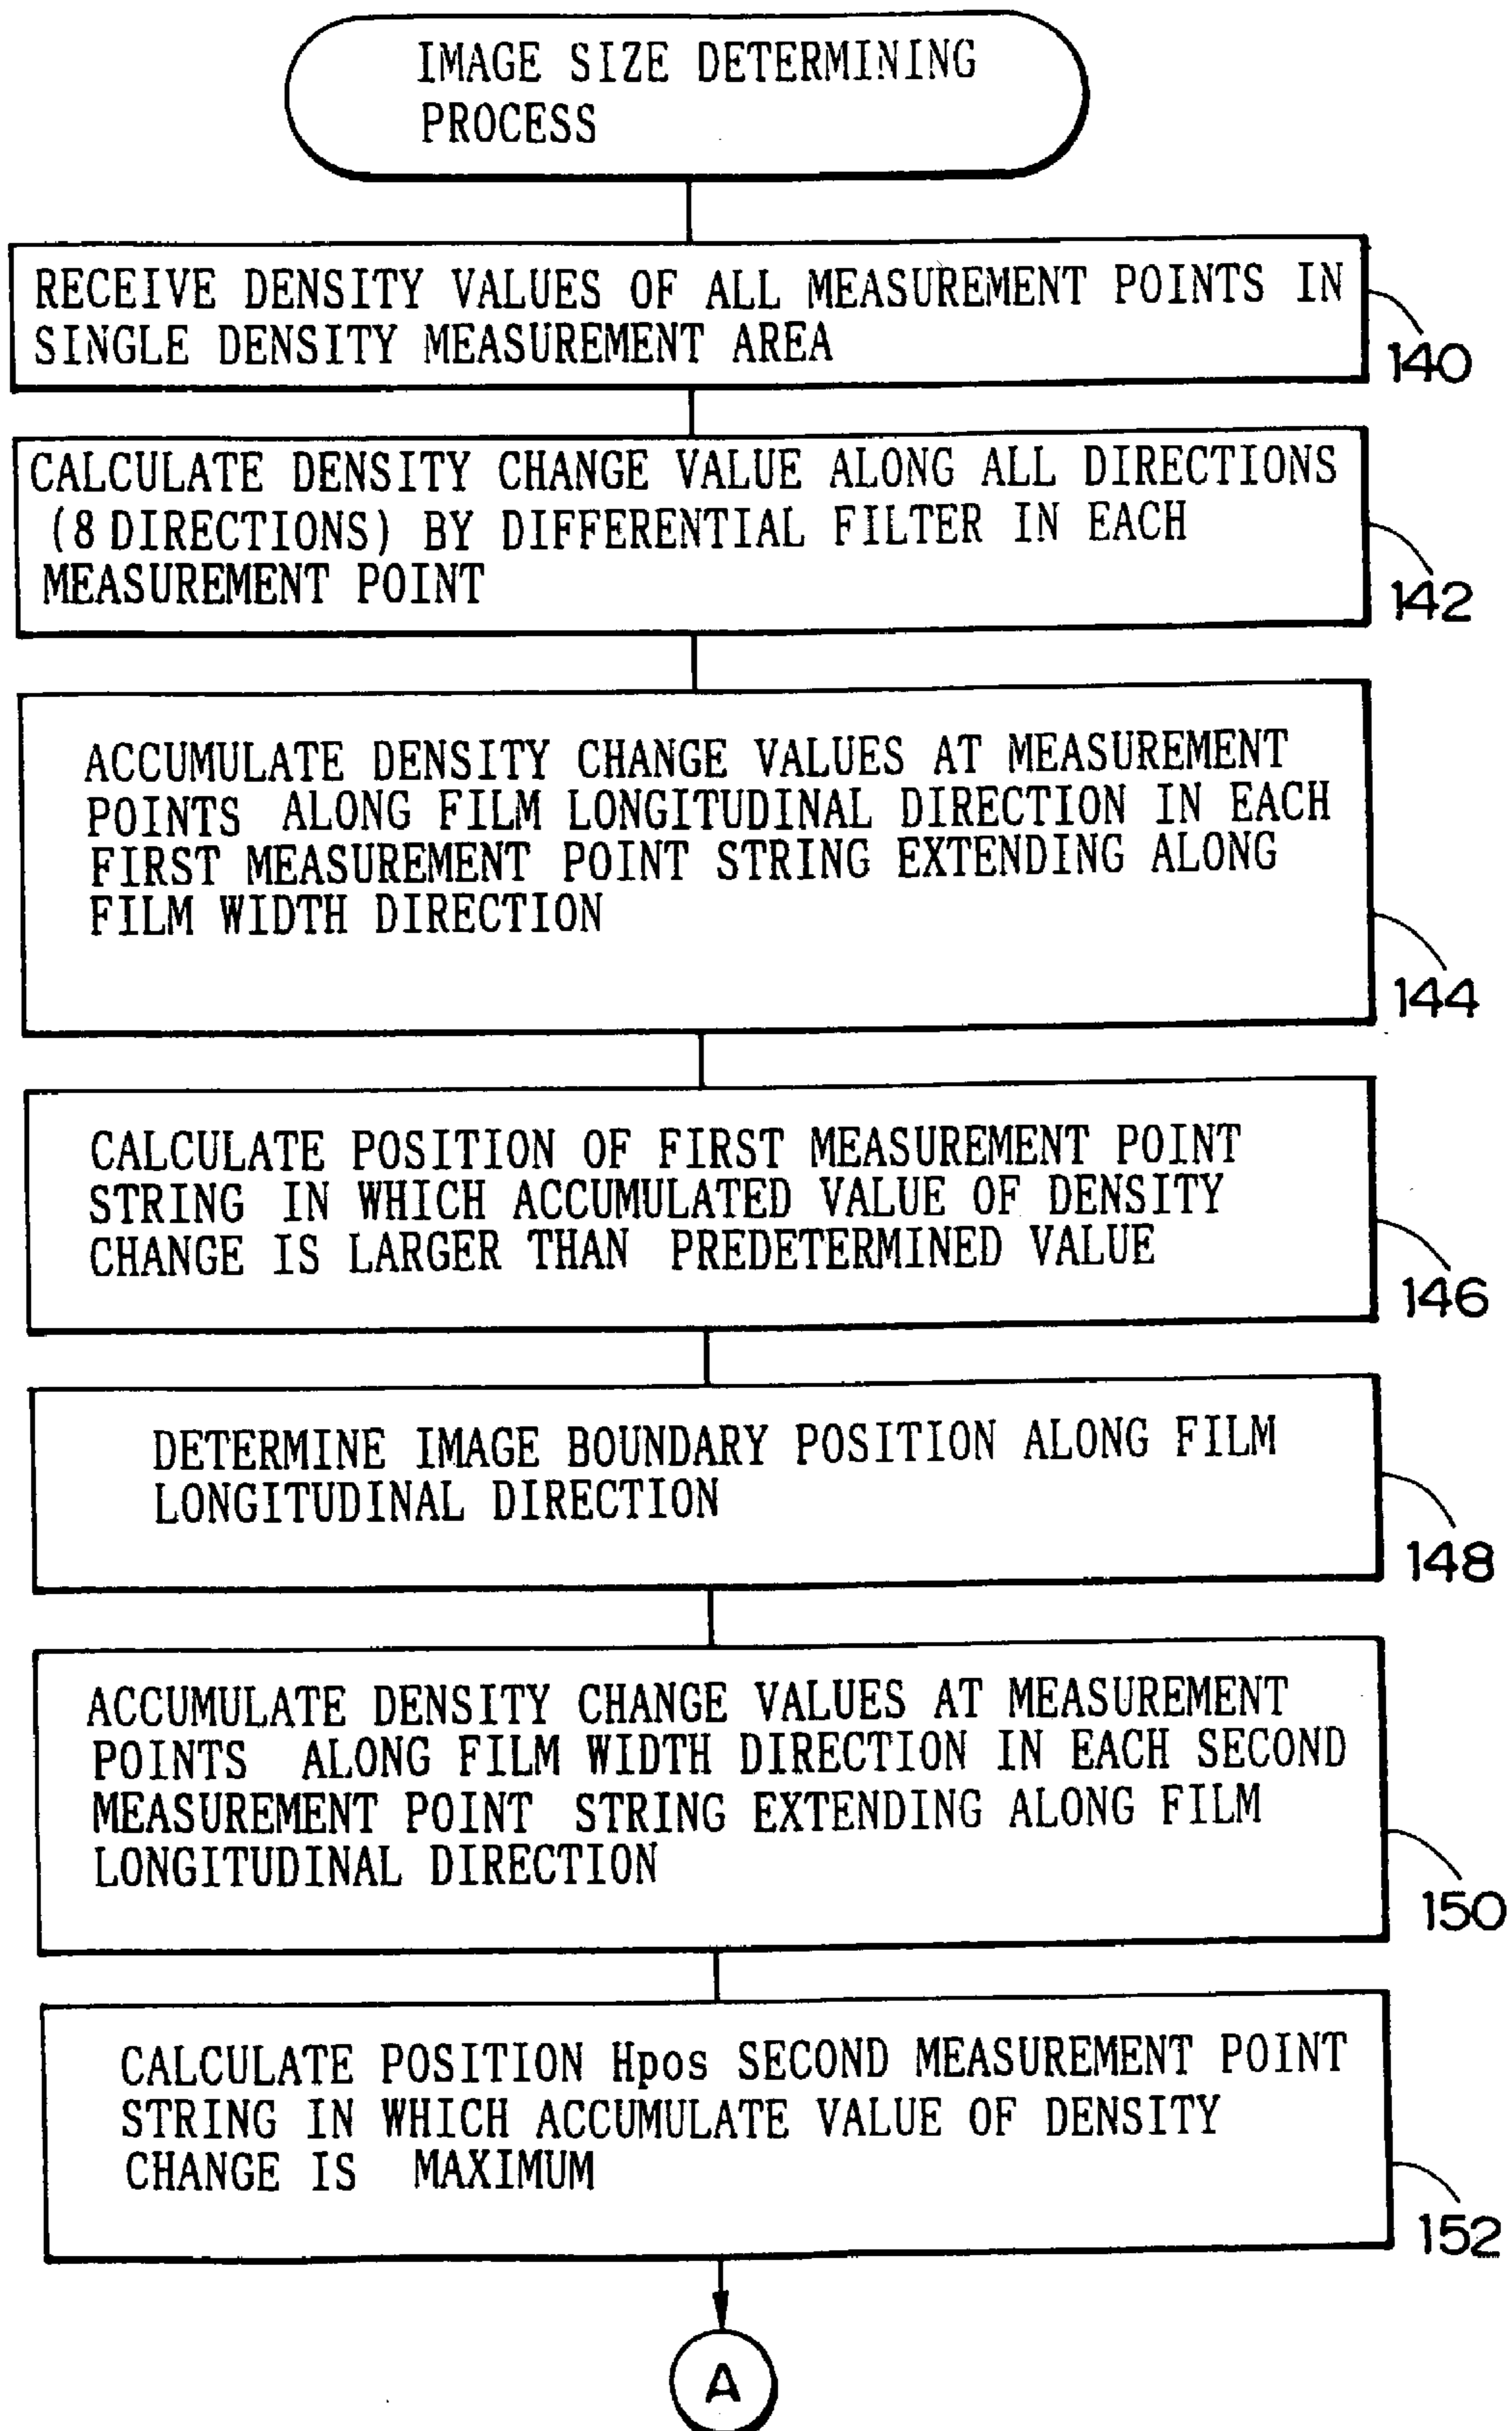 IMAGE SIZE DETERMINING
PROCESS
RECEIVE DENSITY VALUES OF ALL MEASUREMENT POINTS IN
SINGLE DENSITY MEASUREMENT AREA
140
CALCULATE DENSITY CHANGE VALUE ALONG ALL DIRECTIONS
(8 DIRECTIONS) BY DIFFERENTIAL FILTER IN EACH
MEASUREMENT POINT
142
ACCUMULATE DENSITY CHANGE VALUES AT MEASUREMENT
POINTS ALONG FILM LONGITUDINAL DIRECTION IN EACH
FIRST MEASUREMENT POINT STRING EXTENDING ALONG
FILM WIDTH DIRECTION
144
CALCULATE POSITION OF FIRST MEASUREMENT POINT
STRING IN WHICH ACCUMULATED VALUE OF DENSITY
CHANGE IS LARGER THAN PREDETERMINED VALUE
146
DETERMINE IMAGE BOUNDARY POSITION ALONG FILM
LONGITUDINAL DIRECTION
148
ACCUMULATE DENSITY CHANGE VALUES AT MEASUREMENT
POINTS ALONG FILM WIDTH DIRECTION IN EACH SECOND
MEASUREMENT POINT STRING EXTENDING ALONG FILM
LONGITUDINAL DIRECTION
150
CALCULATE POSITION Hpos SECOND MEASUREMENT POINT
STRING IN WHICH ACCUMULATE VALUE OF DENSITY
CHANGE IS MAXIMUM
152
A